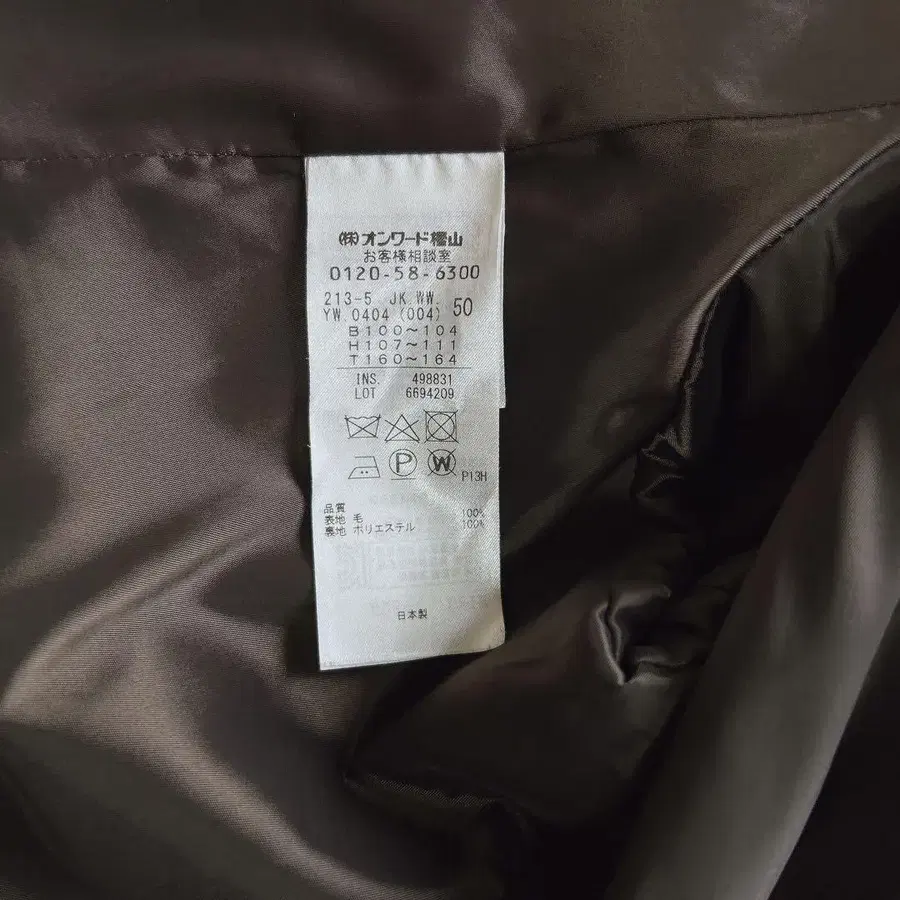 (株)オンワード樫山
お客様相談室
0120-58-6300
213-5 JK.WW. 50
YW.0404 (004)
B100~104
H107~111
T160~164
INS. 498831
LOT 6694209
P
W
P13H
品質
表地 毛 100%
裏地 ポリエステル 100%
日本製